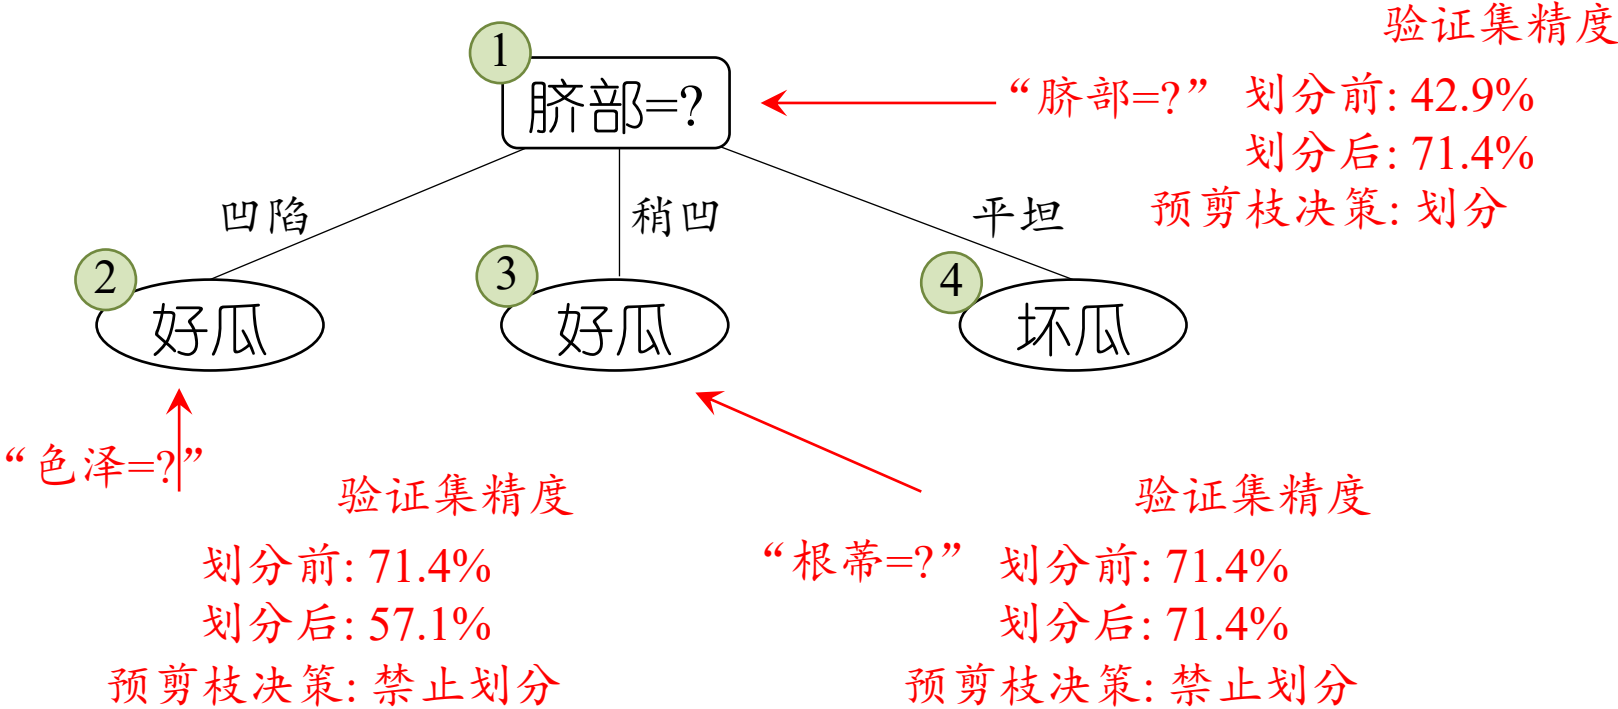 验证集精度
1
脐部=?
“脐部=?” 划分前: 42.9%
划分后: 71.4%
预剪枝决策: 划分
凹陷
稍凹
平坦
2
好瓜
3
好瓜
4
坏瓜
“色泽=?”
验证集精度
划分前: 71.4%
划分后: 57.1%
预剪枝决策: 禁止划分
验证集精度
“根蒂=?” 划分前: 71.4%
划分后: 71.4%
预剪枝决策: 禁止划分